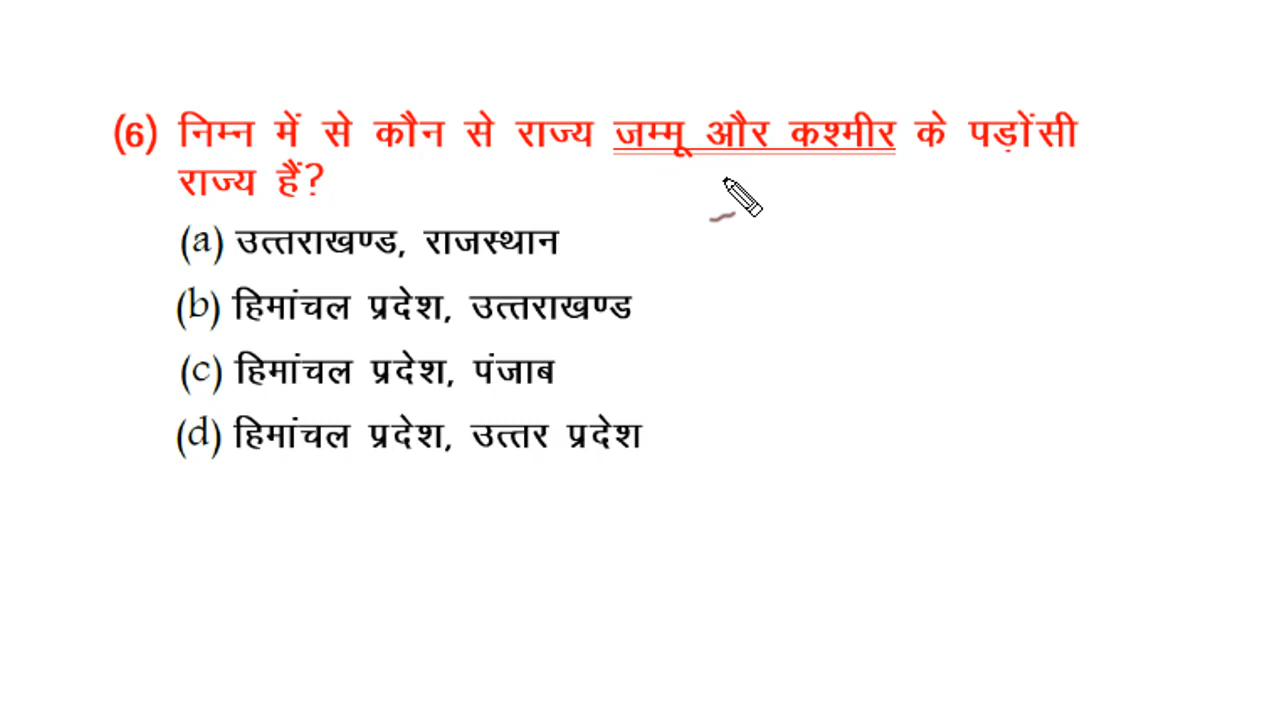 (6) निम्न में से कौन से राज्य जम्मू और कश्मीर के पड़ोंसी
राज्य हैं?
(a) उत्तराखण्ड, राजस्थान
(b) हिमांचल प्रदेश, उत्तराखण्ड
(c) हिमांचल प्रदेश, पंजाब
(d) हिमांचल प्रदेश, उत्तर प्रदेश